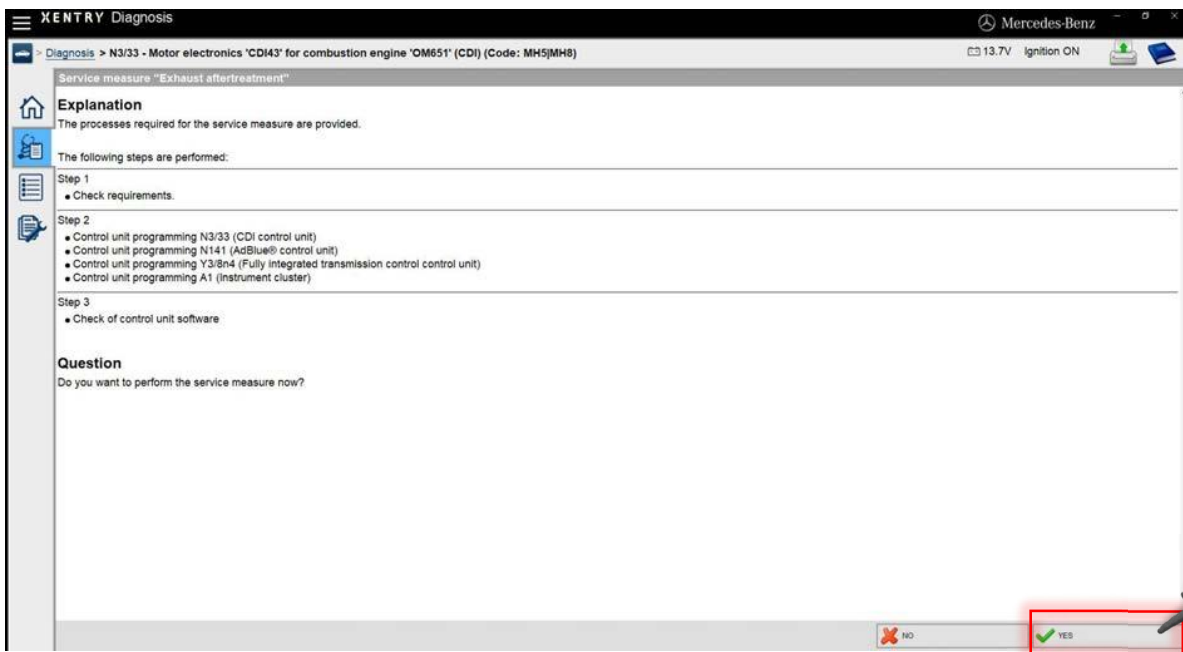 XENTRY Diagnosis
Mercedes-Benz
> Diagnosis > N3/33 - Motor electronics 'CDI43' for combustion engine 'OM651' (CDI) (Code: MH5|MH8)
13.7V Ignition ON
Service measure "Exhaust aftertreatment"
Explanation
The processes required for the service measure are provided.
The following steps are performed:
Step 1
• Check requirements.
Step 2
• Control unit programming N3/33 (CDI control unit)
• Control unit programming N141 (AdBlue® control unit)
• Control unit programming Y3/8n4 (Fully integrated transmission control control unit)
• Control unit programming A1 (Instrument cluster)
Step 3
• Check of control unit software
Question
Do you want to perform the service measure now?
NO
YES